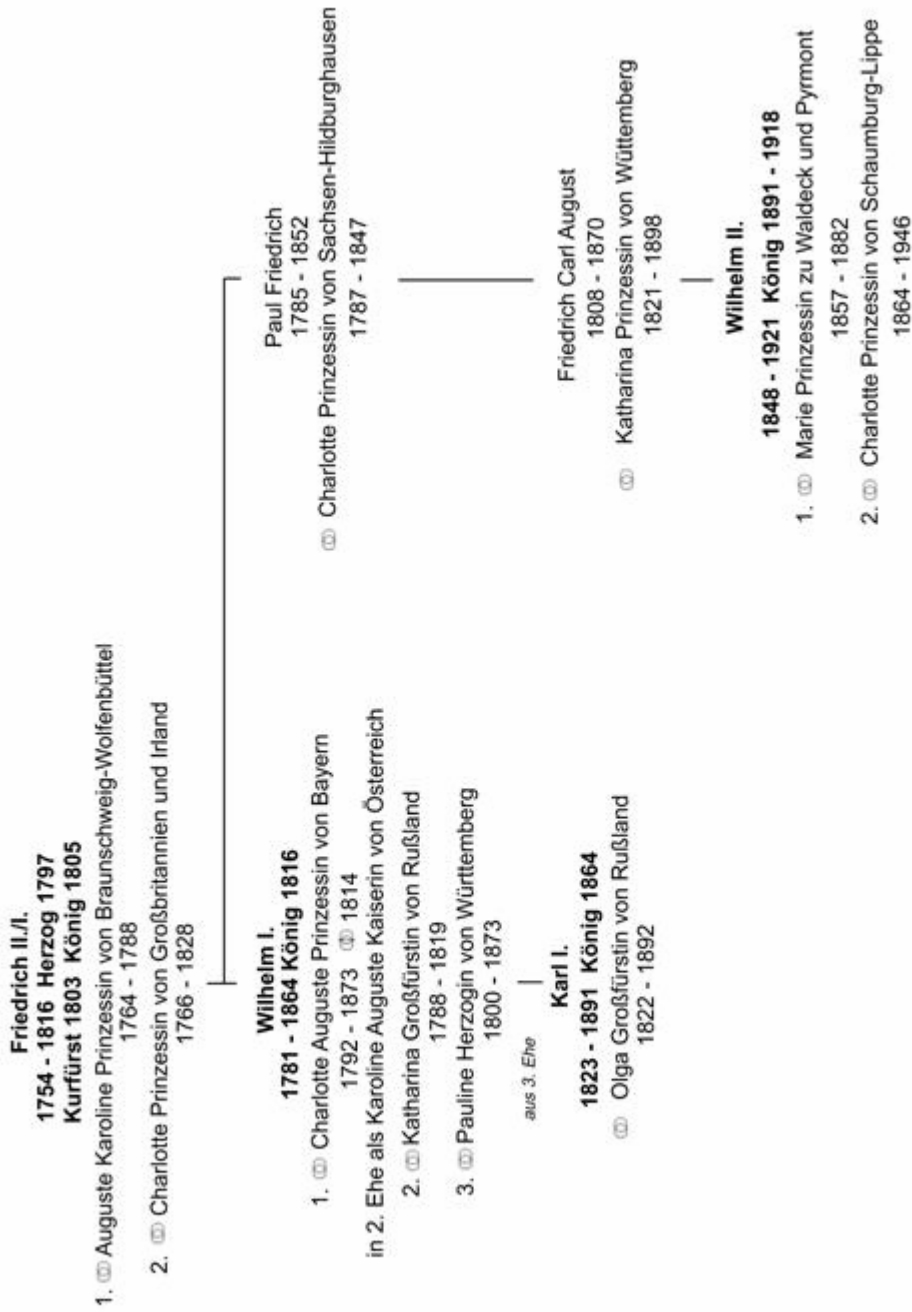 Friedrich II./I.
1754 - 1816 Herzog 1797
Kurfürst 1803 König 1805
1. ⚭ Auguste Karoline Prinzessin von Braunschweig-Wolfenbüttel
1764 - 1788
2. ⚭ Charlotte Prinzessin von Großbritannien und Irland
1766 - 1828
Wilhelm I.
1781 - 1864 König 1816
1. ⚭ Charlotte Auguste Prinzessin von Bayern
1792 - 1873 ⚭ 1814
in 2. Ehe als Karoline Auguste Kaiserin von Österreich
2. ⚭ Katharina Großfürstin von Rußland
1788 - 1819
3. ⚭ Pauline Herzogin von Württemberg
1800 - 1873
aus 3. Ehe
Karl I.
1823 - 1891 König 1864
⚭ Olga Großfürstin von Rußland
1822 - 1892
Paul Friedrich
1785 - 1852
⚭ Charlotte Prinzessin von Sachsen-Hildburghausen
1787 - 1847
Friedrich Carl August
1808 - 1870
⚭ Katharina Prinzessin von Wüttemberg
1821 - 1898
Wilhelm II.
1848 - 1921 König 1891 - 1918
1. ⚭ Marie Prinzessin zu Waldeck und Pyrmont
1857 - 1882
2. ⚭ Charlotte Prinzessin von Schaumburg-Lippe
1864 - 1946